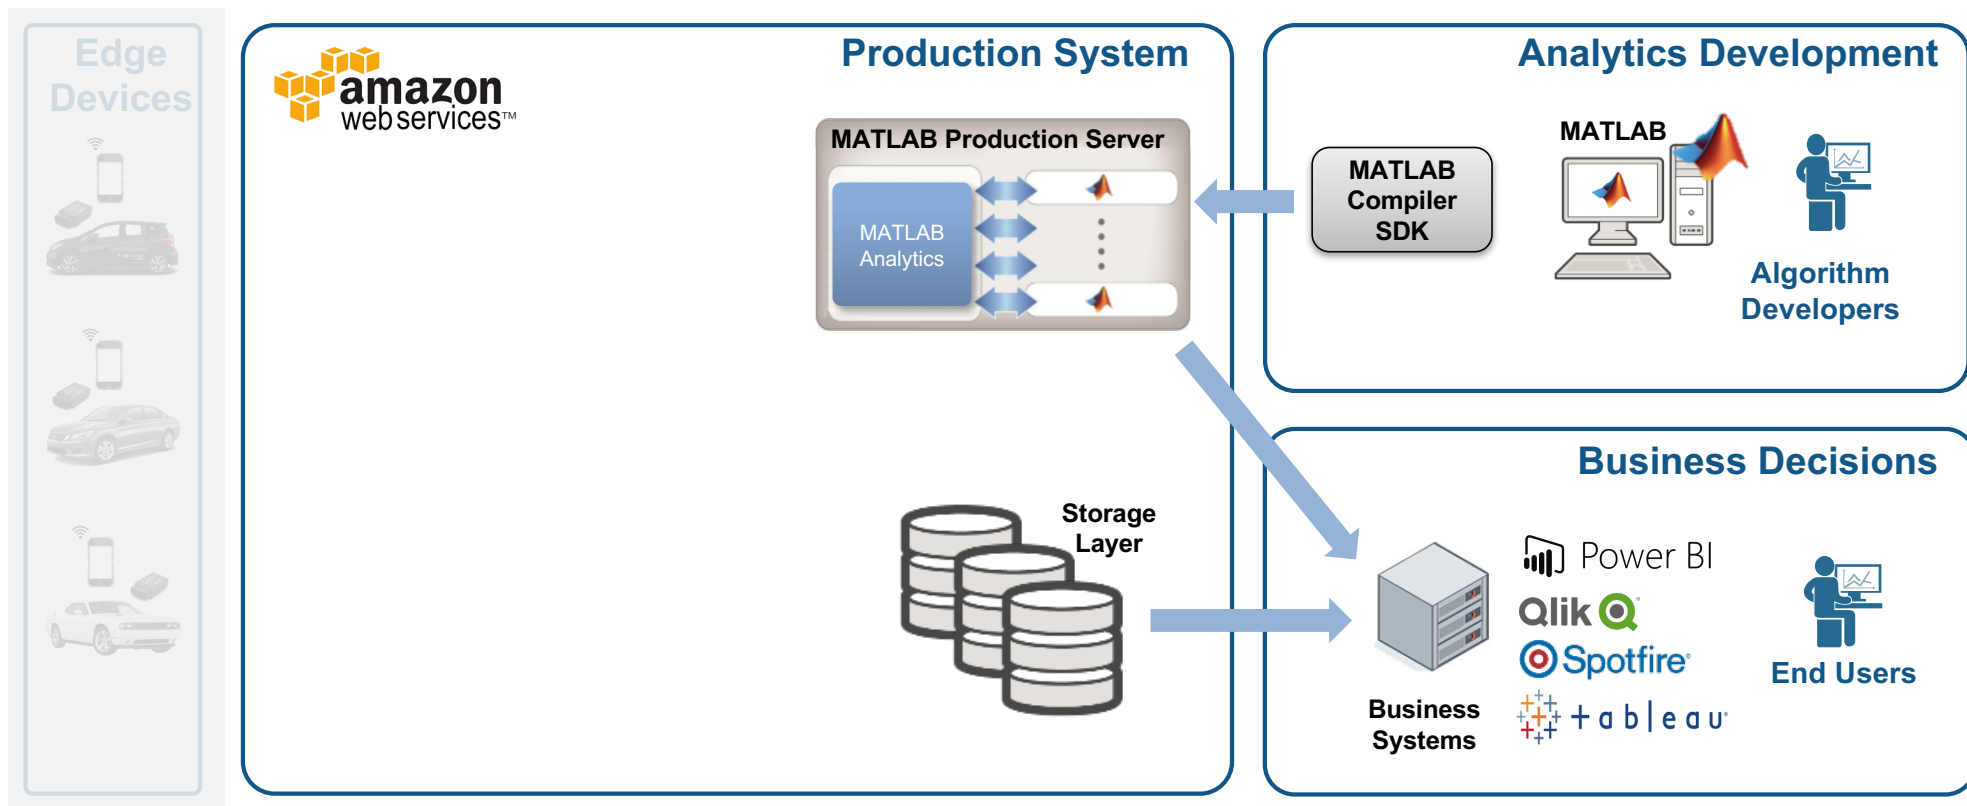 Edge
Devices
amazon
web services™
Production System
MATLAB Production Server
MATLAB
Analytics
Storage
Layer
Analytics Development
MATLAB
Compiler
SDK
MATLAB
Algorithm
Developers
Business Decisions
Business
Systems
Power BI
Qlik
Spotfire
+ableau
End Users